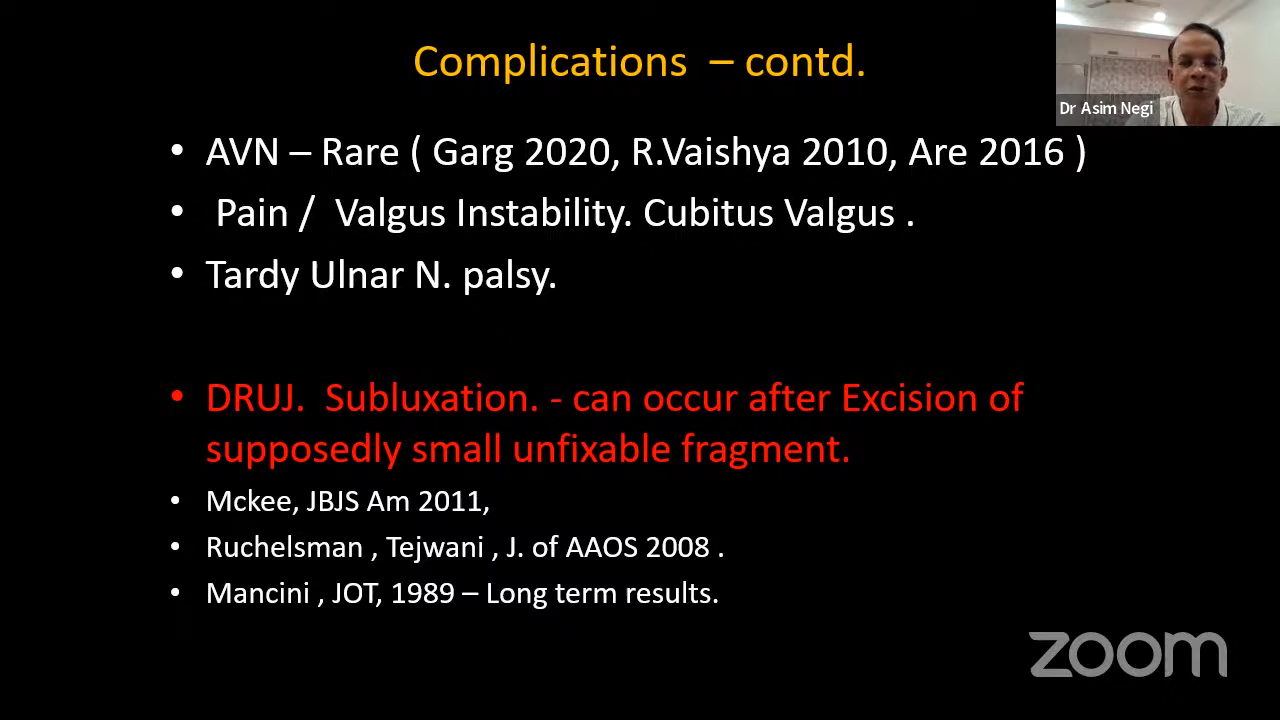 Complications – contd.
Dr Asim Negi
• AVN – Rare ( Garg 2020, R.Vaishya 2010, Are 2016 )
• Pain / Valgus Instability. Cubitus Valgus .
• Tardy Ulnar N. palsy.
• DRUJ. Subluxation. - can occur after Excision of
supposedly small unfixable fragment.
• Mckee, JBJS Am 2011,
• Ruchelsman , Tejwani , J. of AAOS 2008 .
• Mancini , JOT, 1989 – Long term results.
zoom